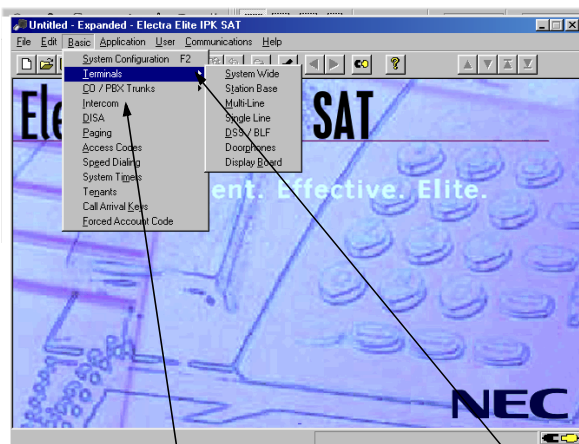 Untitled - Expanded - Electra Elite IPK SAT
File Edit Basic Application User Communications Help
System Configuration F2
Terminals
CO / PBX Trunks
Intercom
DISA
Paging
Access Codes
Speed Dialing
System Timers
Tenants
Call Arrival Keys
Forced Account Code
System Wide
Station Base
Multi-Line
Single Line
DSS / BLF
Doorphones
Display Board
Ele
SAT
ent. Effective. Elite.
NEC